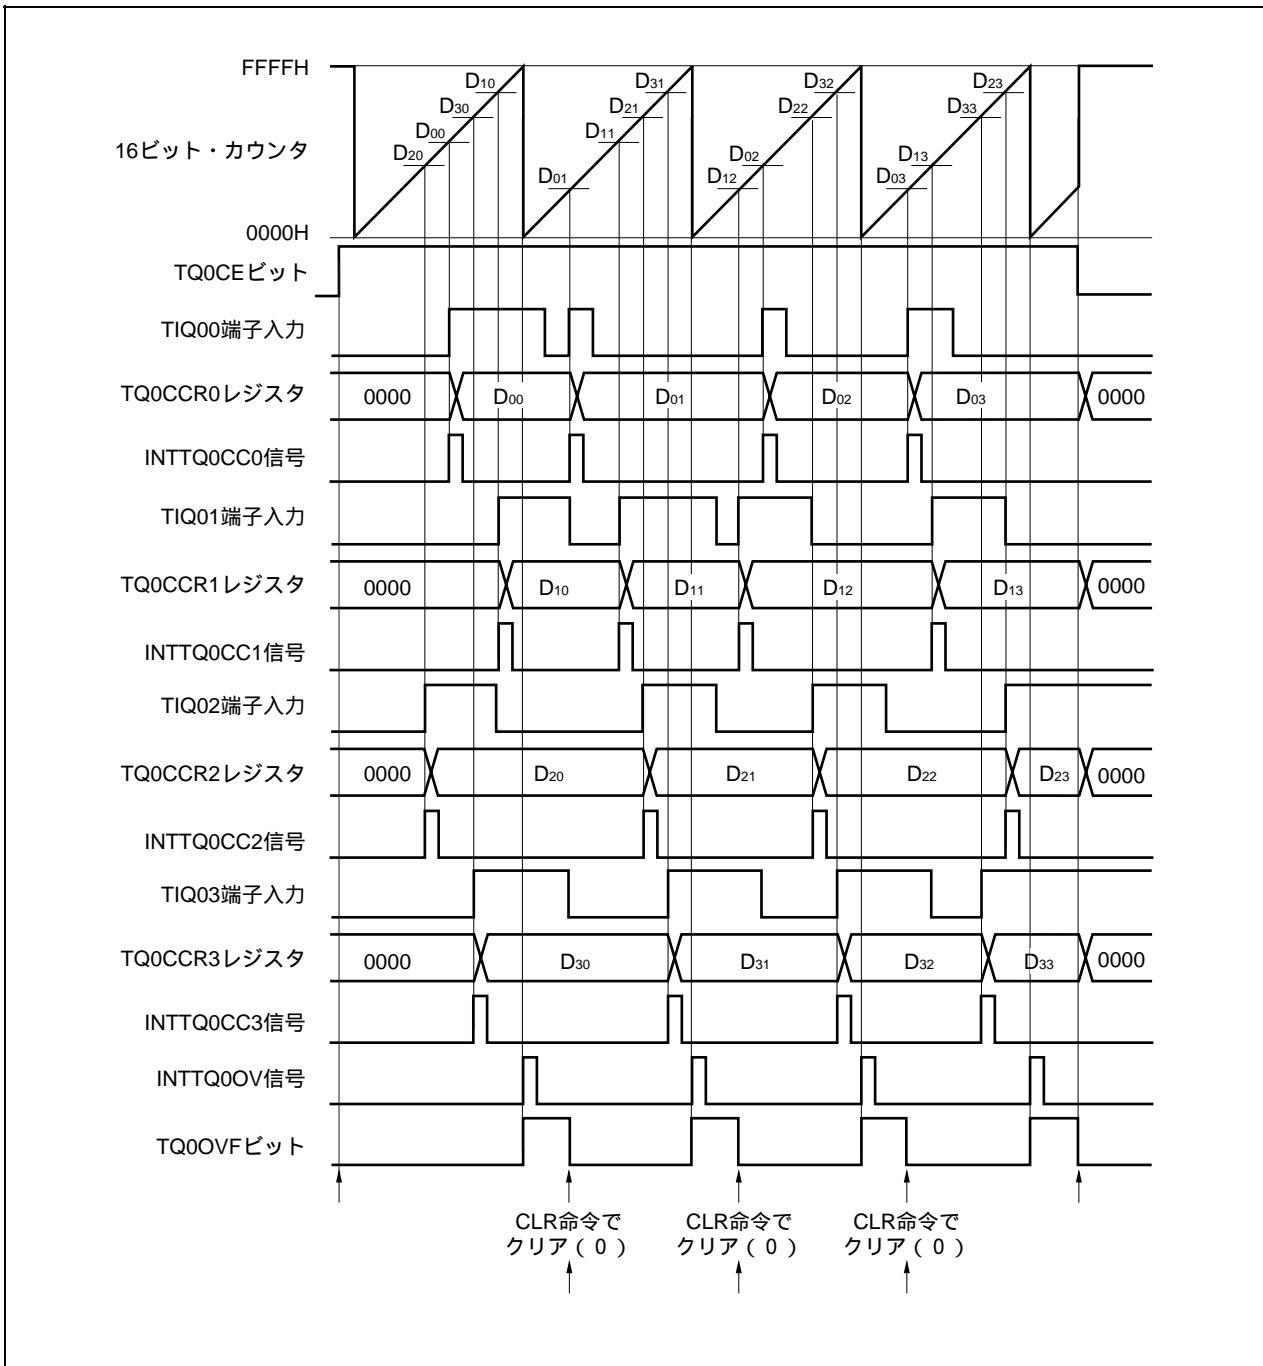 FFFFH
16ビット・カウンタ
0000H
D20 D00 D30 D10
D01 D11 D21 D31
D12 D02 D22 D32
D03 D13 D33 D23
TQ0CEビット
TIQ00端子入力
TQ0CCR0レジスタ 0000 D00 D01 D02 D03 0000
INTTQ0CC0信号
TIQ01端子入力
TQ0CCR1レジスタ 0000 D10 D11 D12 D13 0000
INTTQ0CC1信号
TIQ02端子入力
TQ0CCR2レジスタ 0000 D20 D21 D22 D23 0000
INTTQ0CC2信号
TIQ03端子入力
TQ0CCR3レジスタ 0000 D30 D31 D32 D33 0000
INTTQ0CC3信号
INTTQ0OV信号
TQ0OVFビット
CLR命令で
クリア(0)
CLR命令で
クリア(0)
CLR命令で
クリア(0)